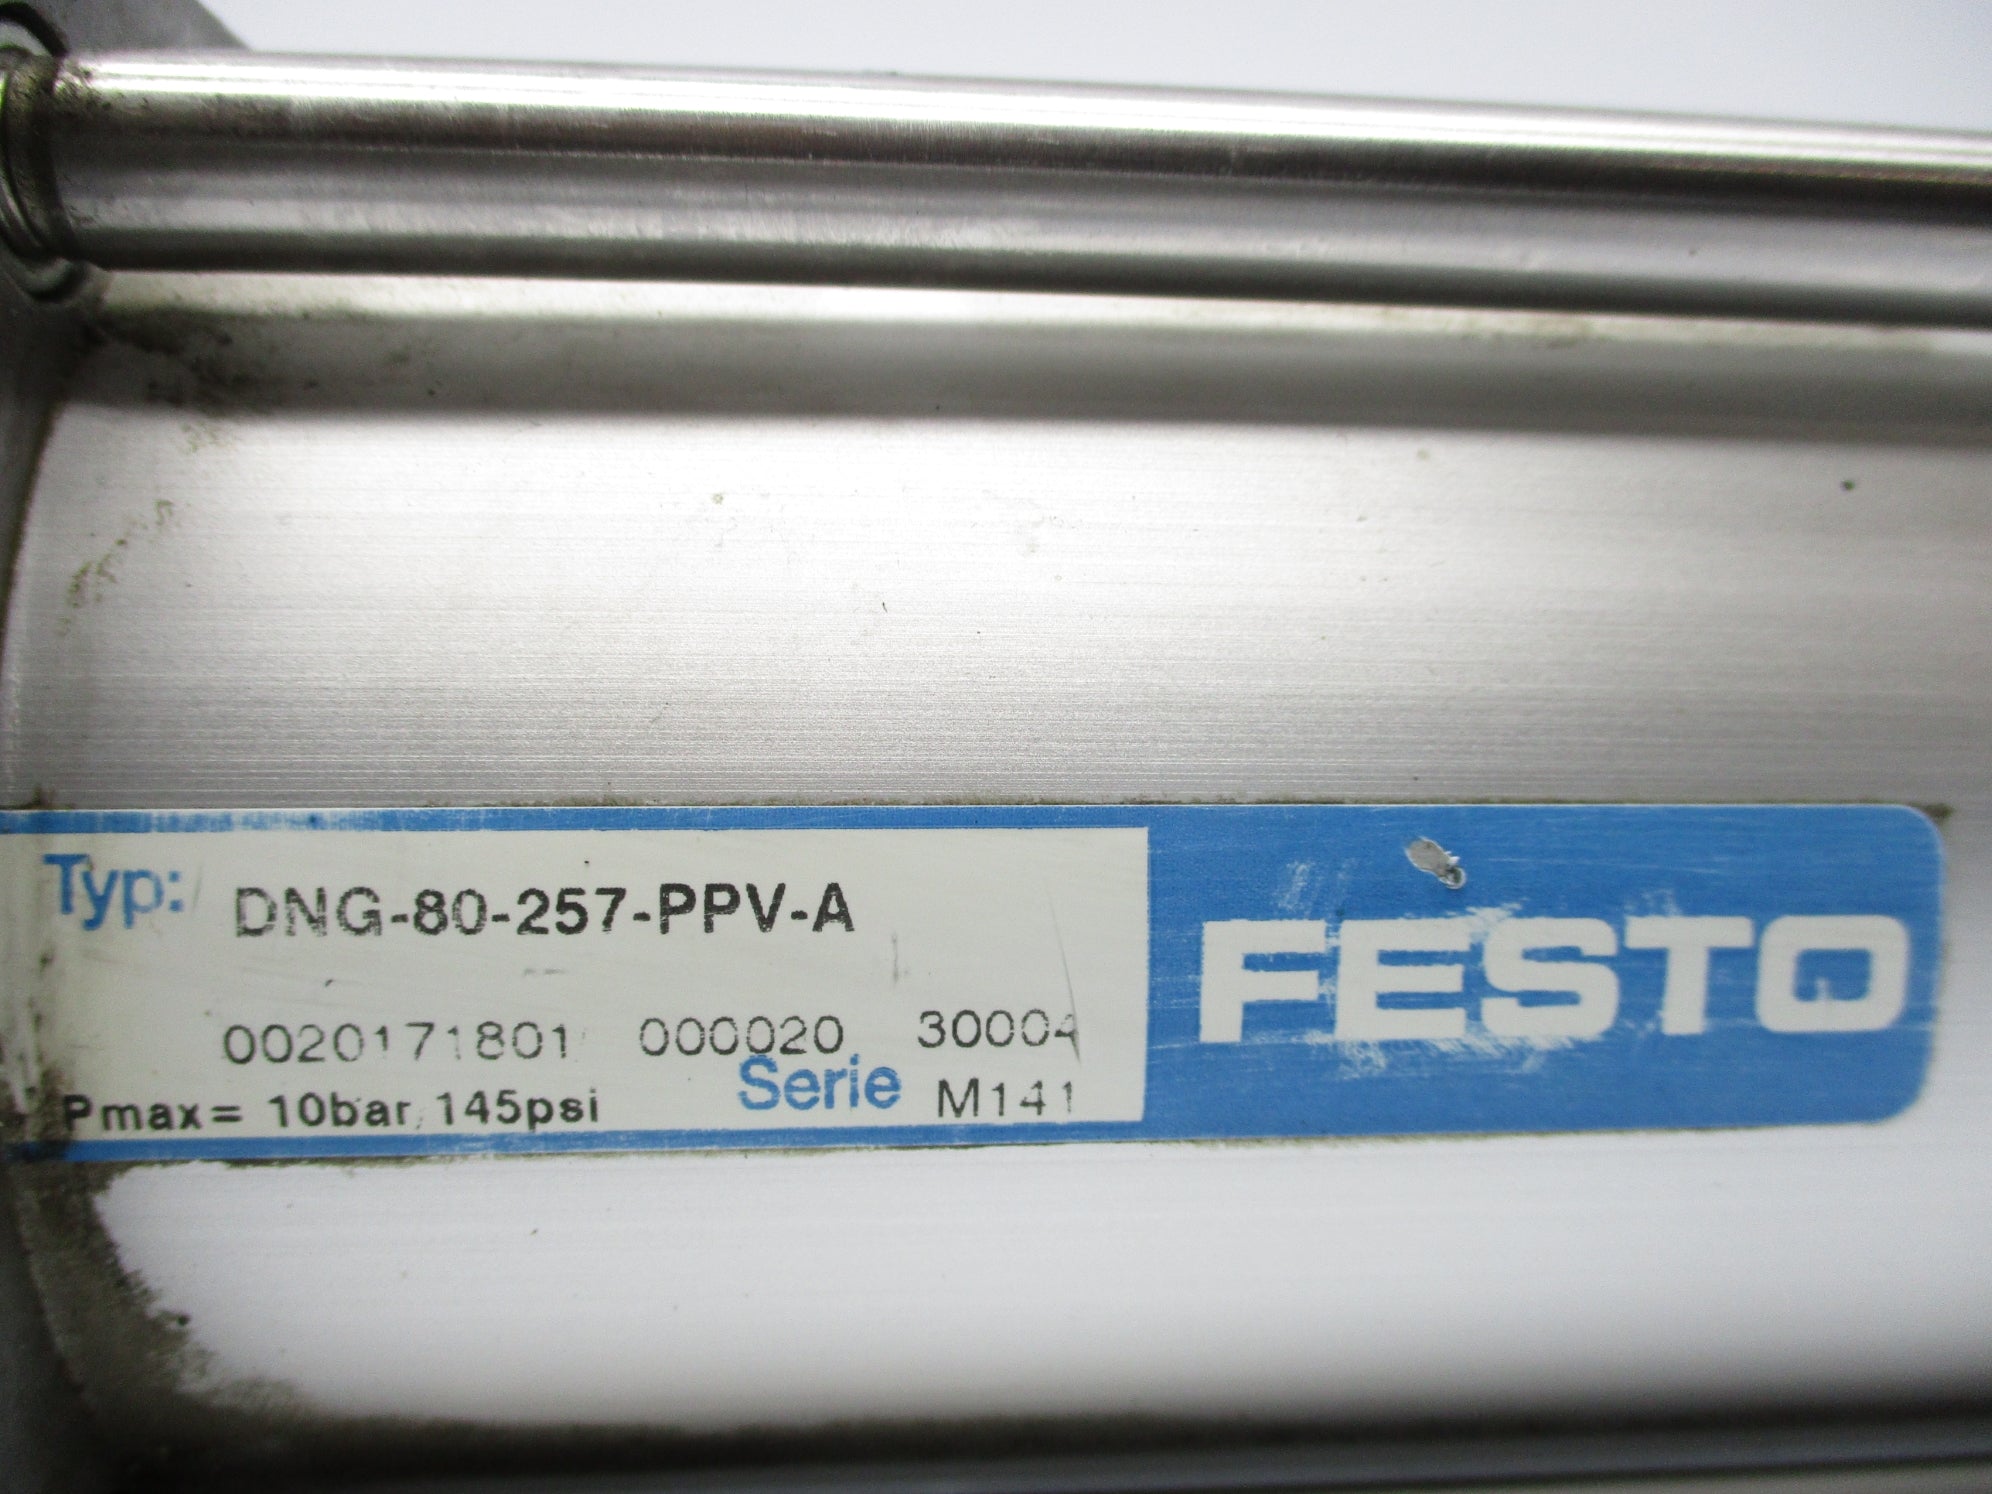 Typ: DNG-80-257-PPV-A
FESTO
0020171801 000020 30004
Pmax= 10bar, 145psi Serie M141